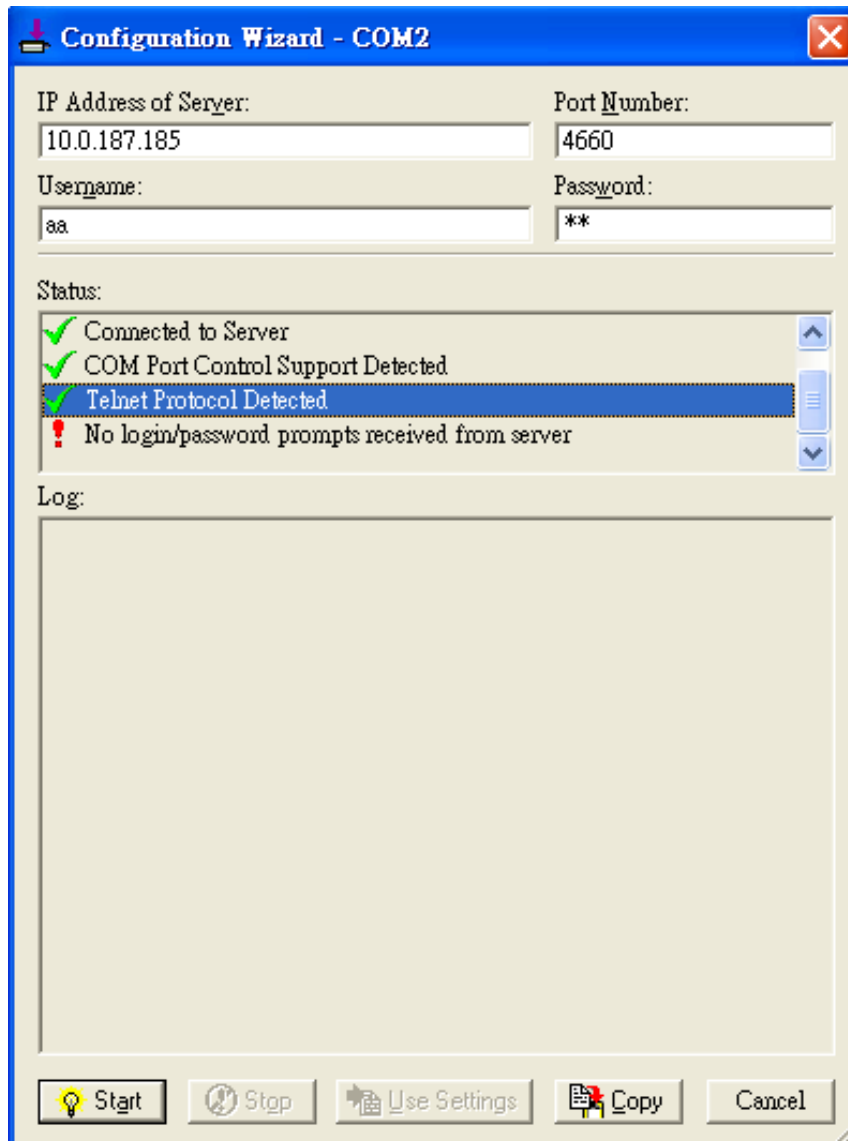 Configuration Wizard - COM2
IP Address of Server:
Port Number:
10.0.187.185
4660
Username:
Password:
aa
**
Status:
Connected to Server
COM Port Control Support Detected
Telnet Protocol Detected
No login/password prompts received from server
Log:
Start
Stop
Use Settings
Copy
Cancel